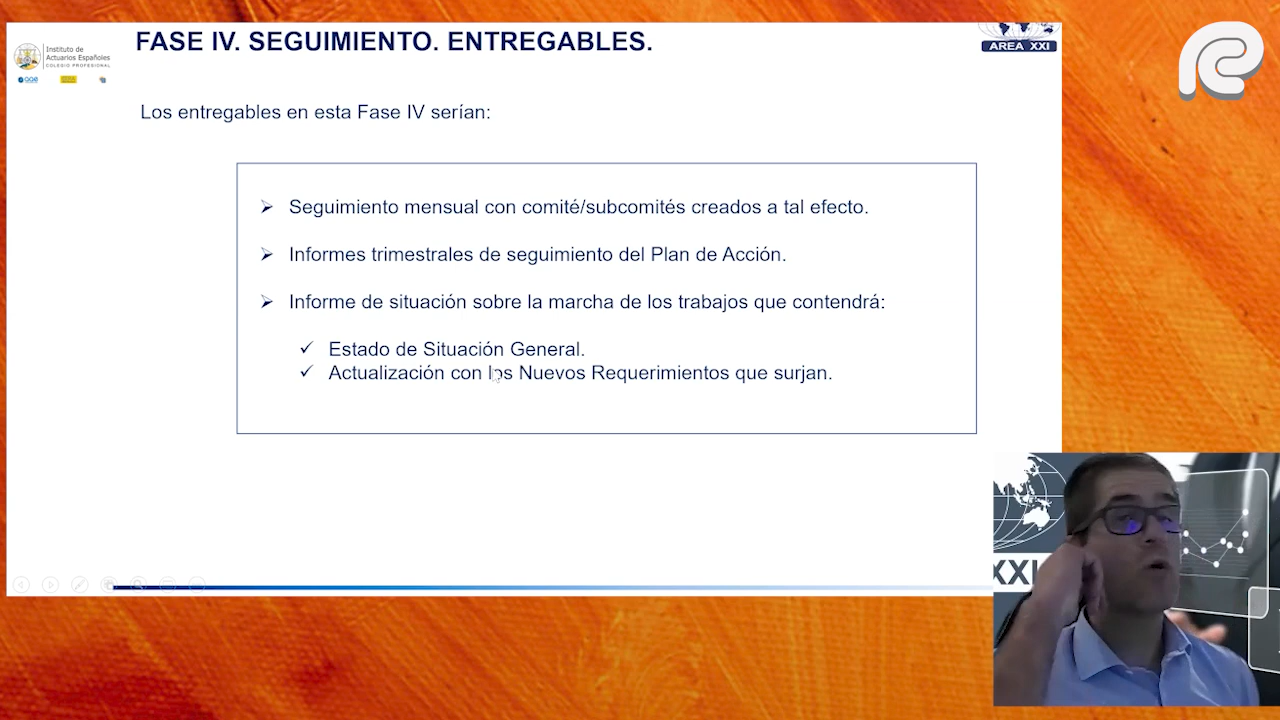 FASE IV. SEGUIMIENTO. ENTREGABLES.
Instituto de
Actuarios Españoles
COLEGIO PROFESIONAL
AREA XXI
Los entregables en esta Fase IV serían:
Seguimiento mensual con comité/subcomités creados a tal efecto.
Informes trimestrales de seguimiento del Plan de Acción.
Informe de situación sobre la marcha de los trabajos que contendrá:
Estado de Situación General.
Actualización con los Nuevos Requerimientos que surjan.
XXI